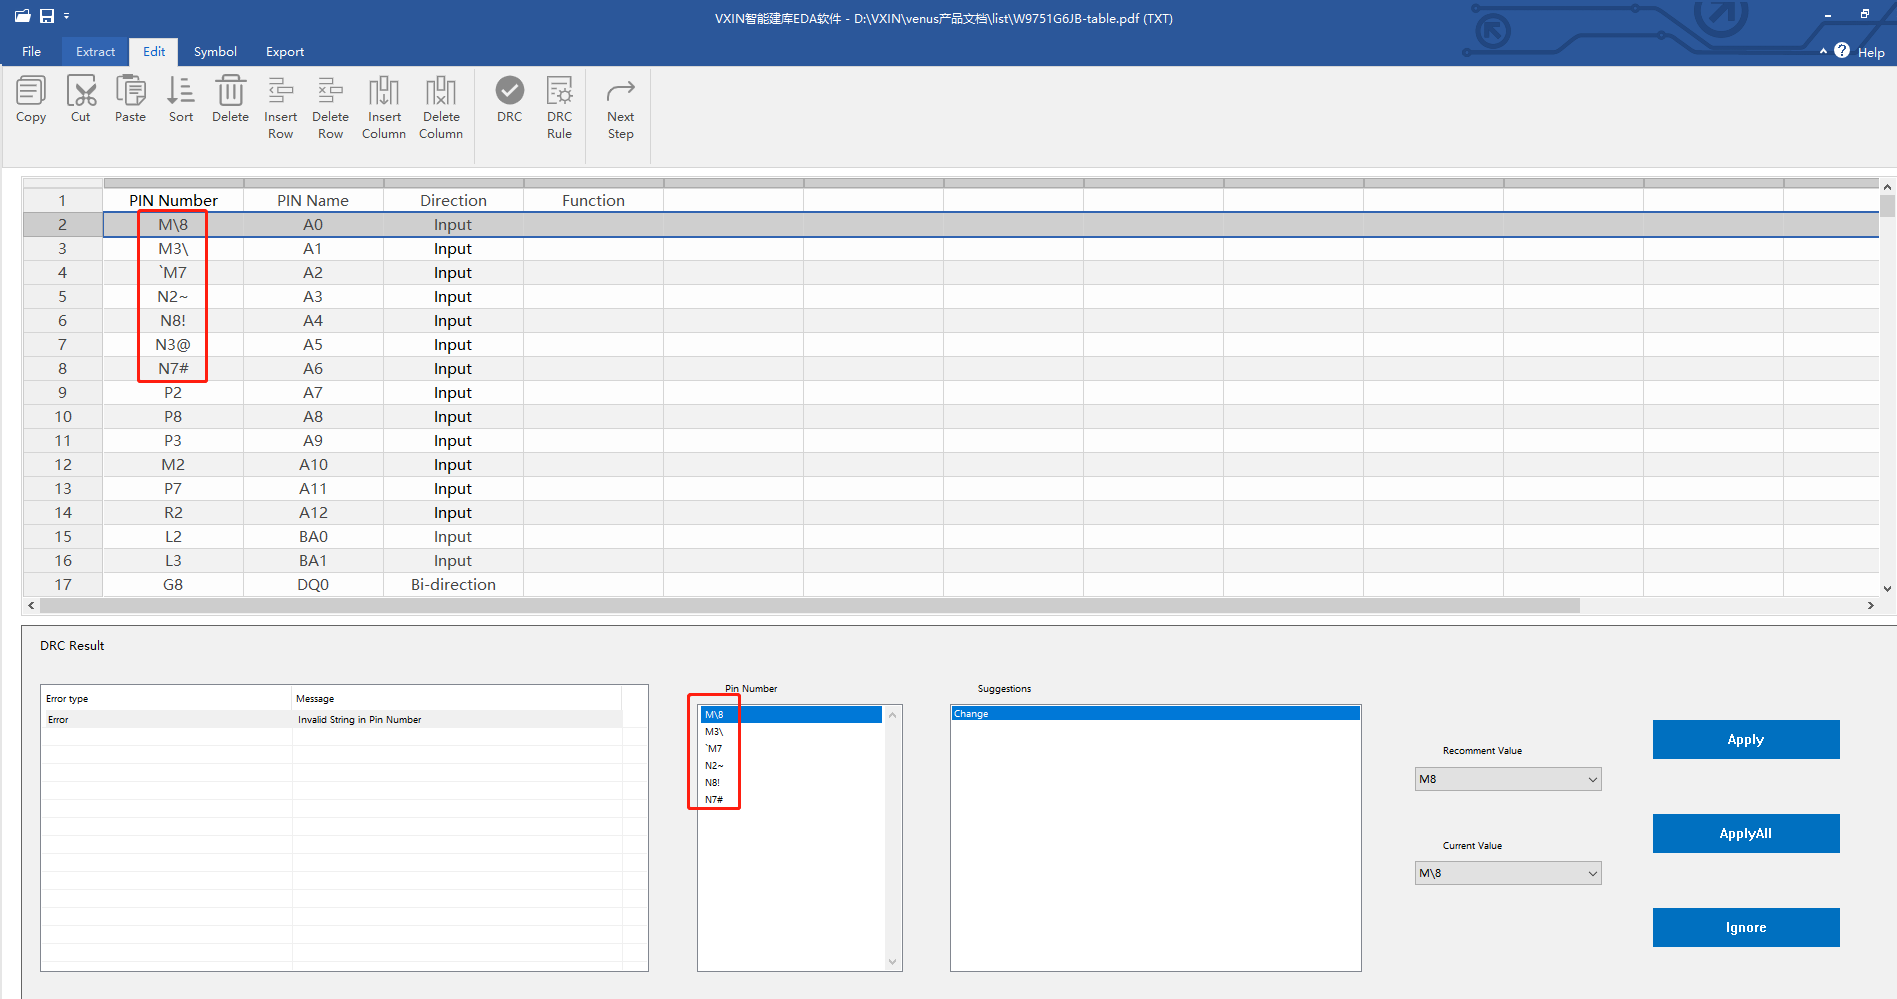 VXIN智能建库EDA软件 - D:\VXIN\venus产品文档\list\W9751G6JB-table.pdf (TXT)
File Extract Edit Symbol Export Help
Copy Cut Paste Sort Delete Insert Row Delete Row Insert Column Delete Column DRC DRC Rule Next Step
1 PIN Number PIN Name Direction Function
2 M\8 A0 Input
3 M3\ A1 Input
4 `M7 A2 Input
5 N2~ A3 Input
6 N8! A4 Input
7 N3@ A5 Input
8 N7# A6 Input
9 P2 A7 Input
10 P8 A8 Input
11 P3 A9 Input
12 M2 A10 Input
13 P7 A11 Input
14 R2 A12 Input
15 L2 BA0 Input
16 L3 BA1 Input
17 G8 DQ0 Bi-direction
DRC Result
Error type Message
Error Invalid String in Pin Number
Pin Number
M\8
M3\
`M7
N2~
N8!
N7#
Suggestions
Change
Recomment Value
M8
Current Value
M\8
Apply
ApplyAll
Ignore